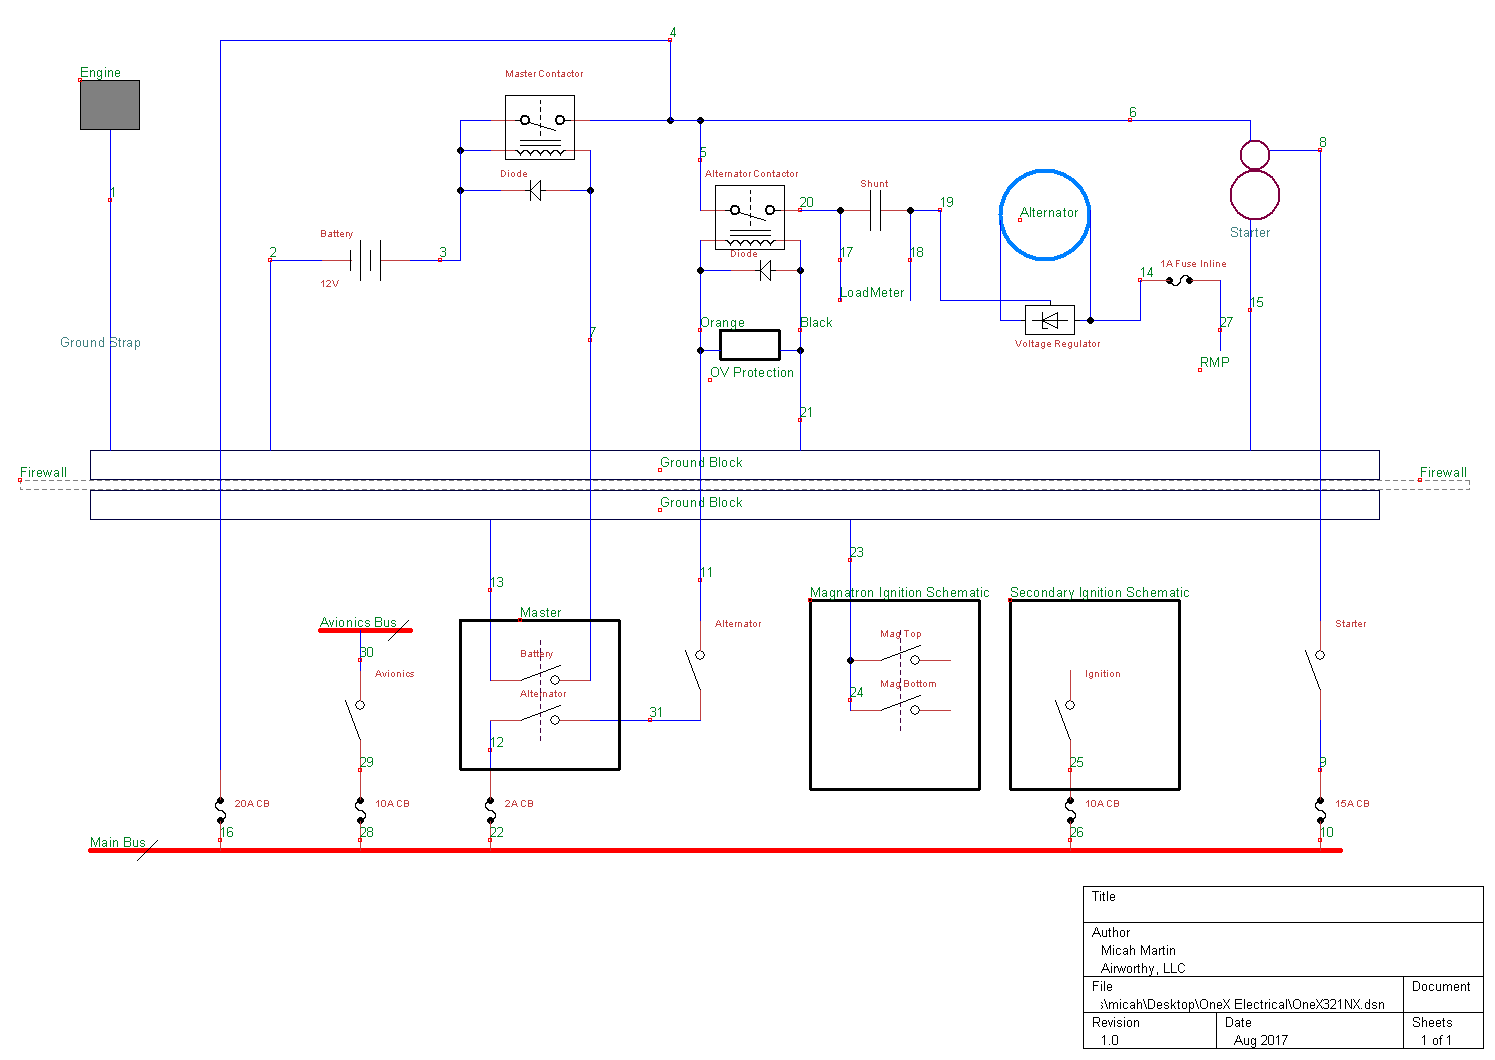 4
Engine
Master Contactor
6
8
5
Diode
Alternator Contactor
Shunt
1
20
19
Alternator
Starter
Battery
2
3
12V
Diode
17
18
1A Fuse Inline
14
LoadMeter
15
Orange
Black
27
7
Ground Strap
Voltage Regulator
RMP
OV Protection
21
Ground Block
Firewall
Firewall
Ground Block
23
13
11
Magnatron Ignition Schematic
Secondary Ignition Schematic
Master
Avionics Bus
Alternator
Starter
Mag Top
30
Battery
Avionics
Ignition
Mag Bottom
Alternator
24
31
12
29
25
9
20A CB
10A CB
2A CB
10A CB
15A CB
16
28
22
26
10
Main Bus
Title
Author
Micah Martin
Airworthy, LLC
File
Document
:\micah\Desktop\OneX Electrical\OneX321NX.dsn
Revision
Date
Sheets
1.0
Aug 2017
1 of 1